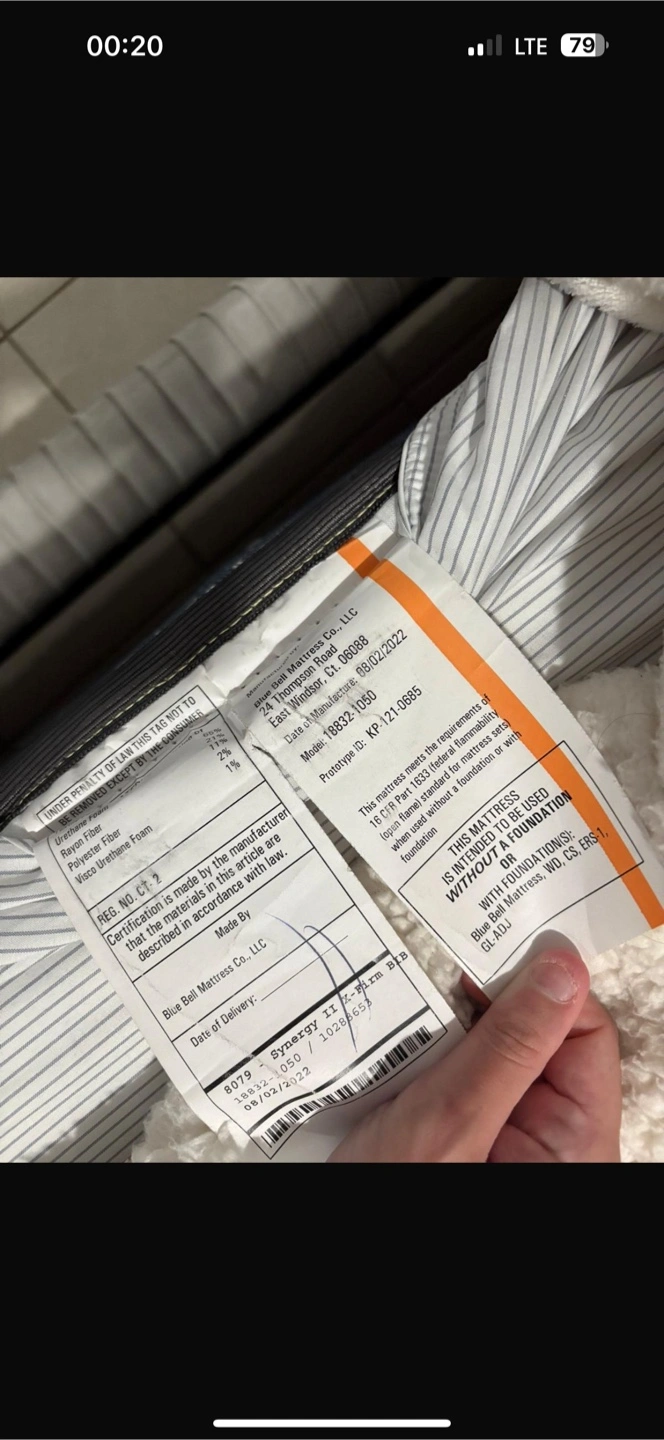 00:20
LTE
79
UNDER PENALTY OF LAW THIS TAG NOT TO
BE REMOVED EXCEPT BY THE CONSUMER
Urethane Foam
Rayon Fiber 11%
Polyester Fiber 2%
Visco Urethane Foam 1%
REG. NO. CT- 2
Certification is made by the manufacturer
that the materials in this article are
described in accordance with law.
Made By
Blue Bell Mattress Co., LLC
Date of Delivery:
8079 - Synergy II X-Firm BTB
18832-1050 / 10288653
08/02/2022
Blue Bell Mattress Co., LLC
24 Thompson Road
East Windsor, Ct. 06088
Date of Manufacture: 08/02/2022
Model: 18832-1050
Prototype ID: KP-121-0685
This mattress meets the requirements of
16 CFR Part 1633 (federal flammability
(open flame) standard for mattress sets)
when used without a foundation or with
foundation
THIS MATTRESS
IS INTENDED TO BE USED
WITHOUT A FOUNDATION
OR
WITH FOUNDATION(S):
Blue Bell Mattress, WD, CS, ERS-1,
GL-ADJ